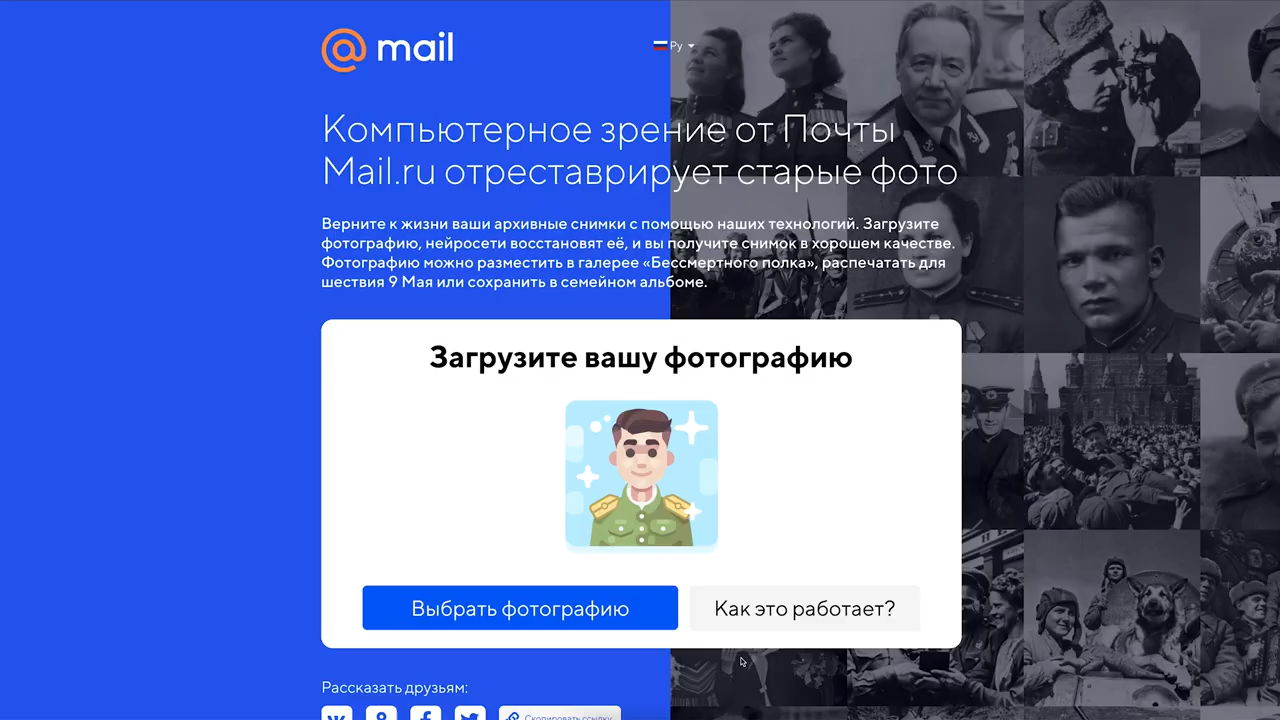 mail
Ру
Компьютерное зрение от Почты
Mail.ru отреставрирует старые фото
Верните к жизни ваши архивные снимки с помощью наших технологий. Загрузите
фотографию, нейросети восстановят её, и вы получите снимок в хорошем качестве.
Фотографию можно разместить в галерее «Бессмертного полка», распечатать для
шествия 9 Мая или сохранить в семейном альбоме.
Загрузите вашу фотографию
Выбрать фотографию
Как это работает?
Рассказать друзьям:
Скопировать ссылку